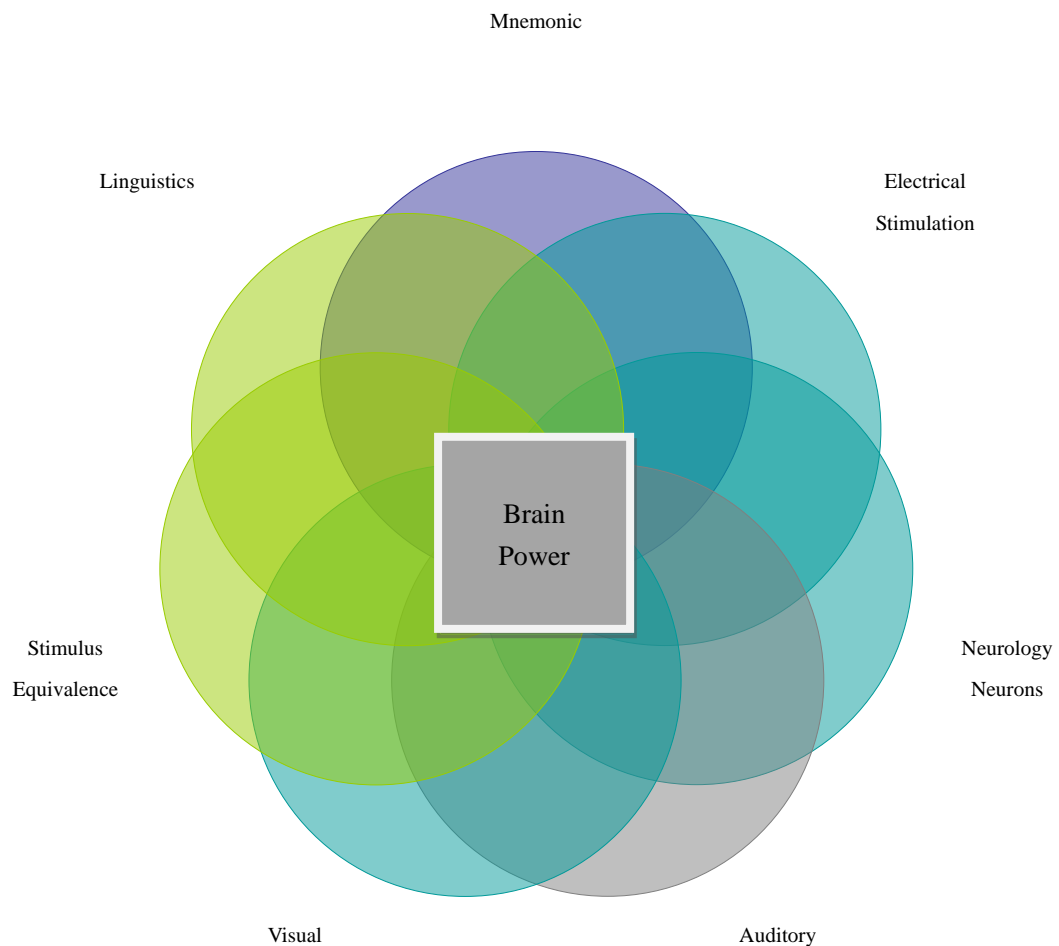 Mnemonic
Linguistics
Electrical
Stimulation
Brain
Power
Stimulus
Equivalence
Neurology
Neurons
Visual
Auditory